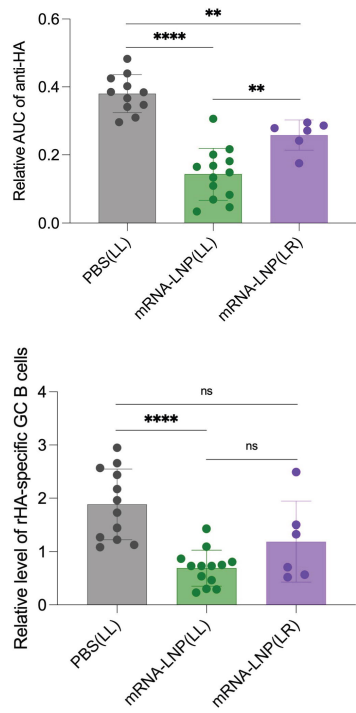 **
****
**
Relative AUC of anti-HA
0.6
0.4
0.2
0.0
PBS(LL)
mRNA-LNP(LL)
mRNA-LNP(LR)
ns
****
ns
Relative level of rHA-specific GC B cells
4
3
2
1
0
PBS(LL)
mRNA-LNP(LL)
mRNA-LNP(LR)